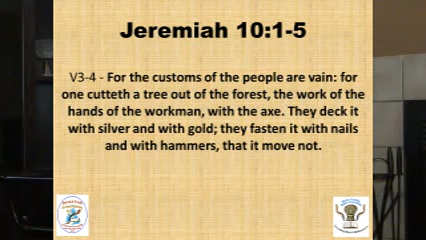 Jeremiah 10:1-5
V3-4 - For the customs of the people are vain: for
one cutteth a tree out of the forest, the work of the
hands of the workman, with the axe. They deck it
with silver and with gold; they fasten it with nails
and with hammers, that it move not.